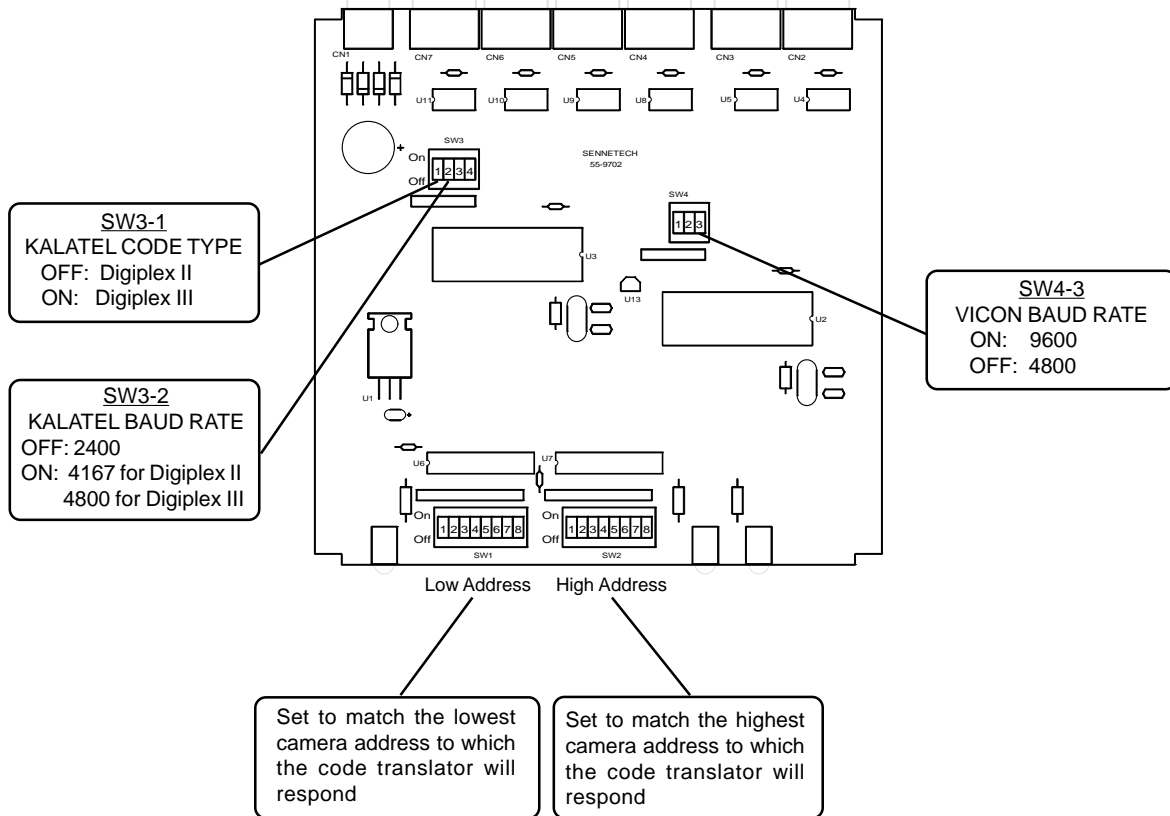 CN1 CN7 CN6 CN5 CN4 CN3 CN2
U11 U10 U9 U8 U5 U4
SW3
On
Off
1 2 3 4
+
SENNETECH
55-9702
SW4
1 2 3
U3
U13
U2
U1
+
SW3-1
KALATEL CODE TYPE
OFF: Digiplex II
ON: Digiplex III
SW3-2
KALATEL BAUD RATE
OFF: 2400
ON: 4167 for Digiplex II
4800 for Digiplex III
SW4-3
VICON BAUD RATE
ON: 9600
OFF: 4800
U6 U7
On
Off
1 2 3 4 5 6 7 8
SW1
On
Off
1 2 3 4 5 6 7 8
SW2
Low Address High Address
Set to match the lowest
camera address to which
the code translator will
respond
Set to match the highest
camera address to which
the code translator will
respond